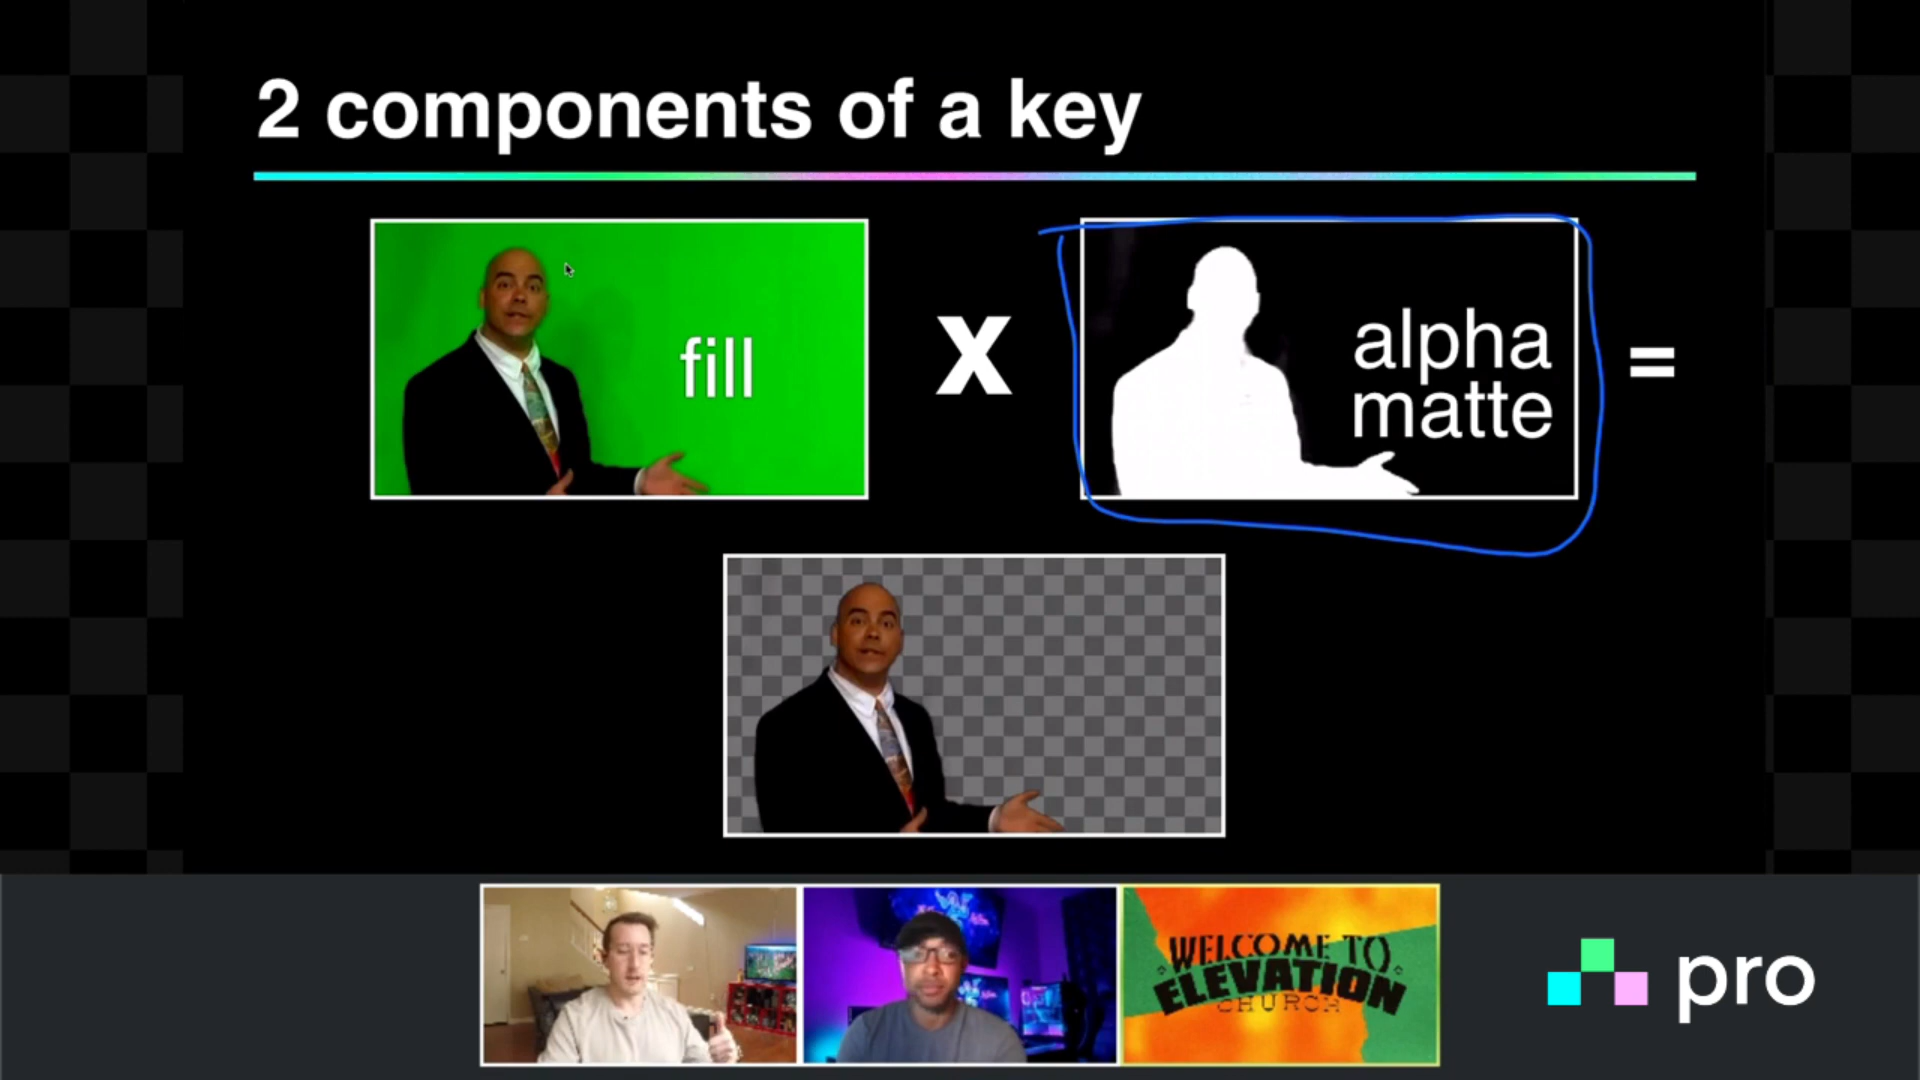 2 components of a key
fill
x
alpha
matte
=
WELCOME TO
ELEVATION
CHURCH
pro